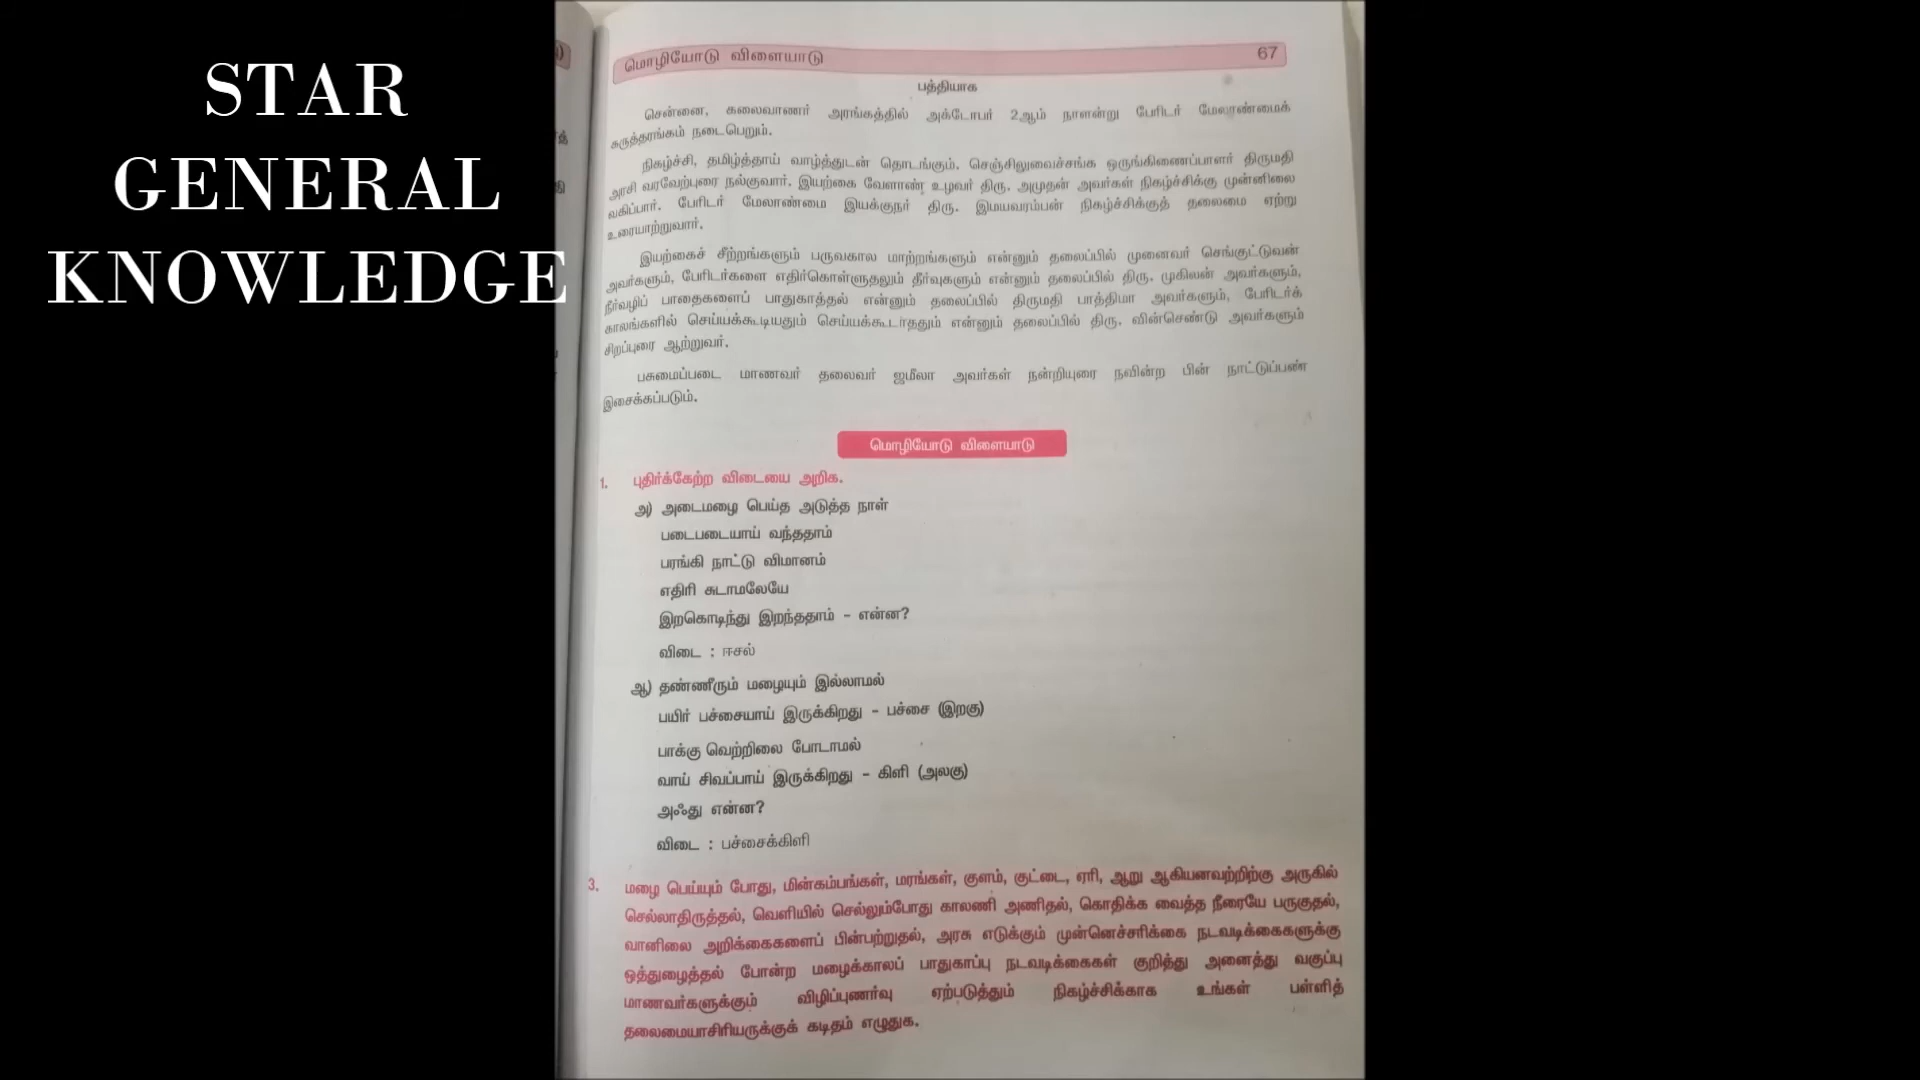 STAR
GENERAL
KNOWLEDGE
மொழியோடு விளையாடு 67
பத்தியாக
சென்னை, கலைவாணர் அரங்கத்தில் அக்டோபர் 2ஆம் நாளன்று பேரிடர் மேலாண்மைக்
கருத்தரங்கம் நடைபெறும்.
நிகழ்ச்சி, தமிழ்த்தாய் வாழ்த்துடன் தொடங்கும். செஞ்சிலுவைச்சங்க ஒருங்கிணைப்பாளர் திருமதி
அரசி வரவேற்புரை நல்குவார். இயற்கை வேளாண் உழவர் திரு. அமுதன் அவர்கள் நிகழ்ச்சிக்கு முன்னிலை
வகிப்பார். பேரிடர் மேலாண்மை இயக்குநர் திரு. இமயவரம்பன் நிகழ்ச்சிக்குத் தலைமை ஏற்று
உரையாற்றுவார்.
இயற்கைச் சீற்றங்களும் பருவகால மாற்றங்களும் என்னும் தலைப்பில் முனைவர் செங்குட்டுவன்
அவர்களும், பேரிடர்களை எதிர்கொள்ளுதலும் தீர்வுகளும் என்னும் தலைப்பில் திரு. முகிலன் அவர்களும்,
நீர்வழிப் பாதைகளைப் பாதுகாத்தல் என்னும் தலைப்பில் திருமதி பாத்திமா அவர்களும், பேரிடர்க்
காலங்களில் செய்யக்கூடியதும் செய்யக்கூடாததும் என்னும் தலைப்பில் திரு. வின்செண்டு அவர்களும்
சிறப்புரை ஆற்றுவர்.
பசுமைப்படை மாணவர் தலைவர் ஜமீலா அவர்கள் நன்றியுரை நவின்ற பின் நாட்டுப்பண்
இசைக்கப்படும்.
மொழியோடு விளையாடு
1. புதிர்க்கேற்ற விடையை அறிக.
அ) அடைமழை பெய்த அடுத்த நாள்
படைபடையாய் வந்ததாம்
பரங்கி நாட்டு விமானம்
எதிரி சுடாமலேயே
இறகொடிந்து இறந்ததாம் - என்ன?
விடை : ஈசல்
ஆ) தண்ணீரும் மழையும் இல்லாமல்
பயிர் பச்சையாய் இருக்கிறது - பச்சை (இறகு)
பாக்கு வெற்றிலை போடாமல்
வாய் சிவப்பாய் இருக்கிறது - கிளி (அலகு)
அஃது என்ன?
விடை : பச்சைக்கிளி
3. மழை பெய்யும் போது, மின்கம்பங்கள், மரங்கள், குளம், குட்டை, ஏரி, ஆறு ஆகியனவற்றிற்கு அருகில்
செல்லாதிருத்தல், வெளியில் செல்லும்போது காலணி அணிதல், கொதிக்க வைத்த நீரையே பருகுதல்,
வானிலை அறிக்கைகளைப் பின்பற்றுதல், அரசு எடுக்கும் முன்னெச்சரிக்கை நடவடிக்கைகளுக்கு
ஒத்துழைத்தல் போன்ற மழைக்காலப் பாதுகாப்பு நடவடிக்கைகள் குறித்து அனைத்து வகுப்பு
மாணவர்களுக்கும் விழிப்புணர்வு ஏற்படுத்தும் நிகழ்ச்சிக்காக உங்கள் பள்ளித்
தலைமையாசிரியருக்குக் கடிதம் எழுதுக.